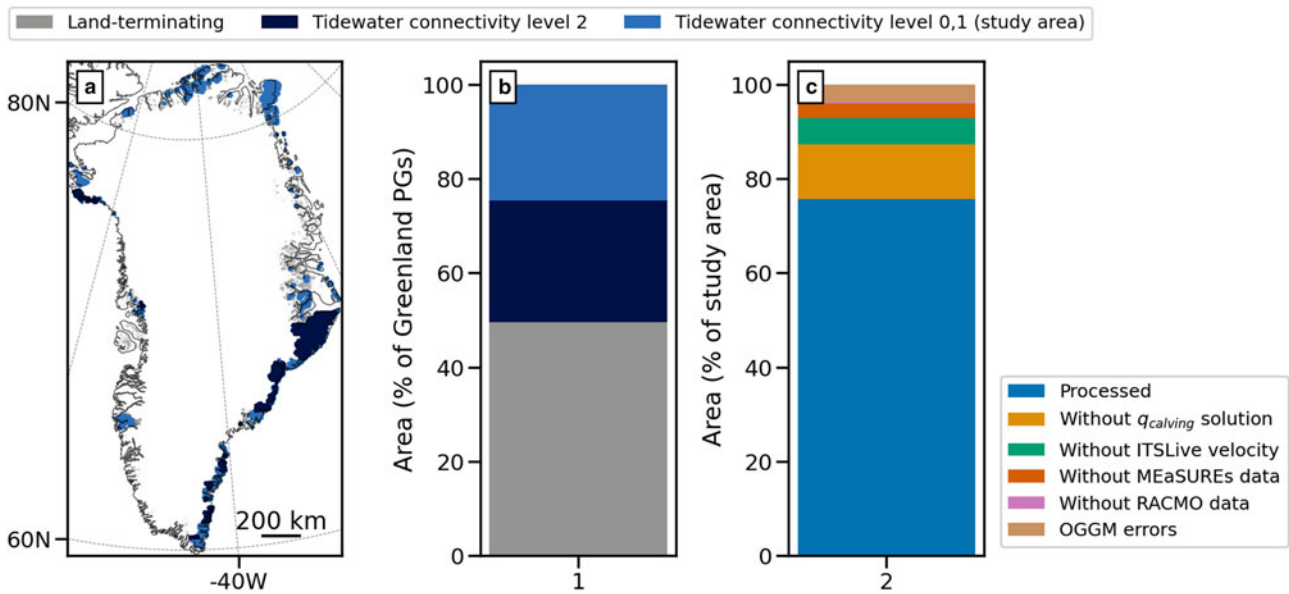 Land-terminating
Tidewater connectivity level 2
Tidewater connectivity level 0,1 (study area)
a
80N
60N
-40W
200 km
b
Area (% of Greenland PGs)
100
80
60
40
20
0
1
c
Area (% of study area)
100
80
60
40
20
0
2
Processed
Without qcalving solution
Without ITSLive velocity
Without MEaSUREs data
Without RACMO data
OGGM errors